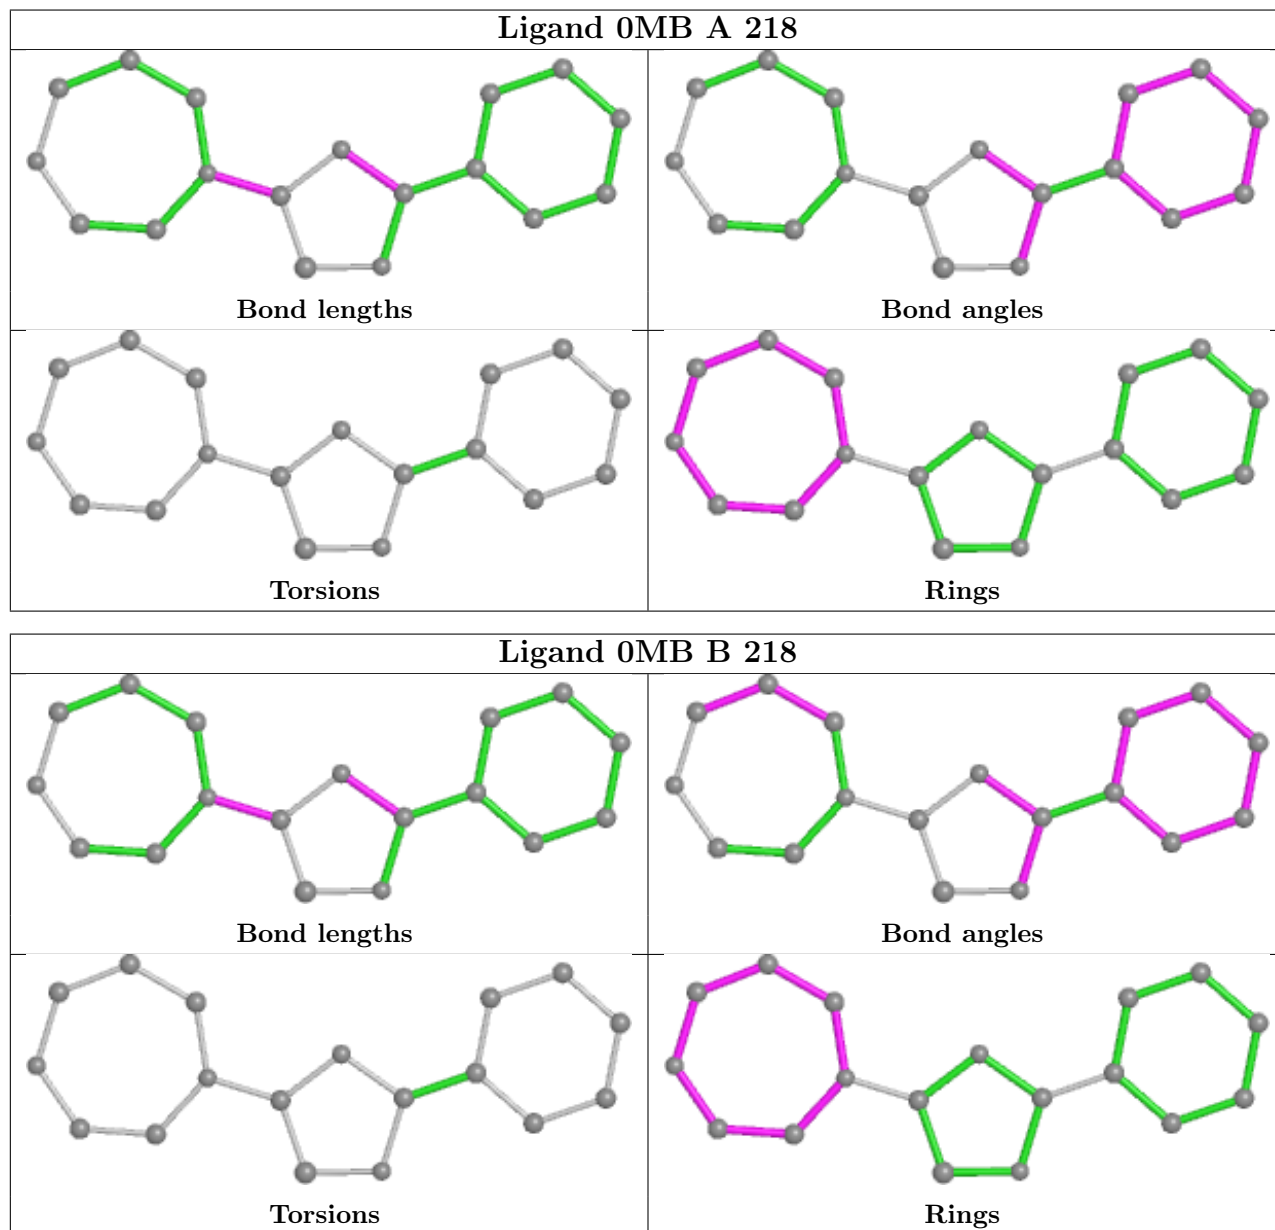 Ligand 0MB A 218
Bond lengths
Bond angles
Torsions
Rings
Ligand 0MB B 218
Bond lengths
Bond angles
Torsions
Rings